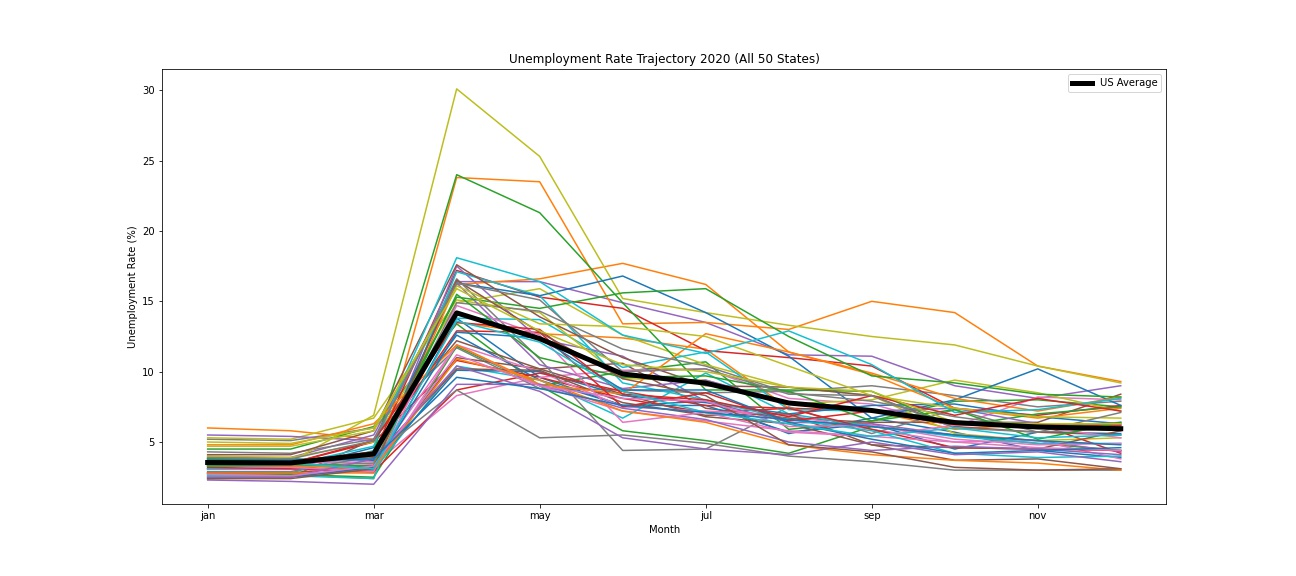 Unemployment Rate Trajectory 2020 (All 50 States)
US Average
30
25
20
15
10
5
Unemployment Rate (%)
jan
mar
may
jul
sep
nov
Month